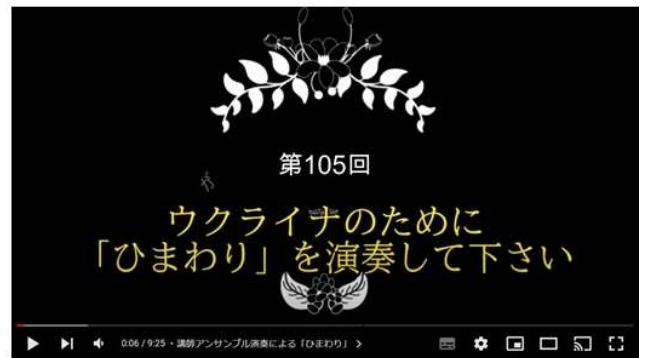 第105回
ウクライナのために
「ひまわり」を演奏して下さい
0:06 / 9:25 ・講師アンサンブル演奏による「ひまわり」 >